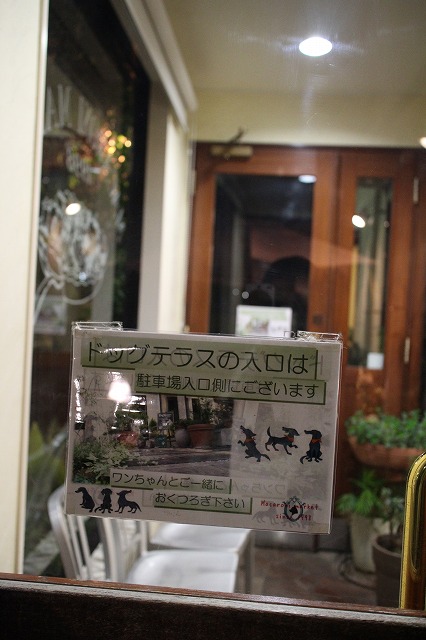 ドッグテラスの入口は
駐車場入口側にございます
ワンちゃんとご一緒に
おくつろぎ下さい